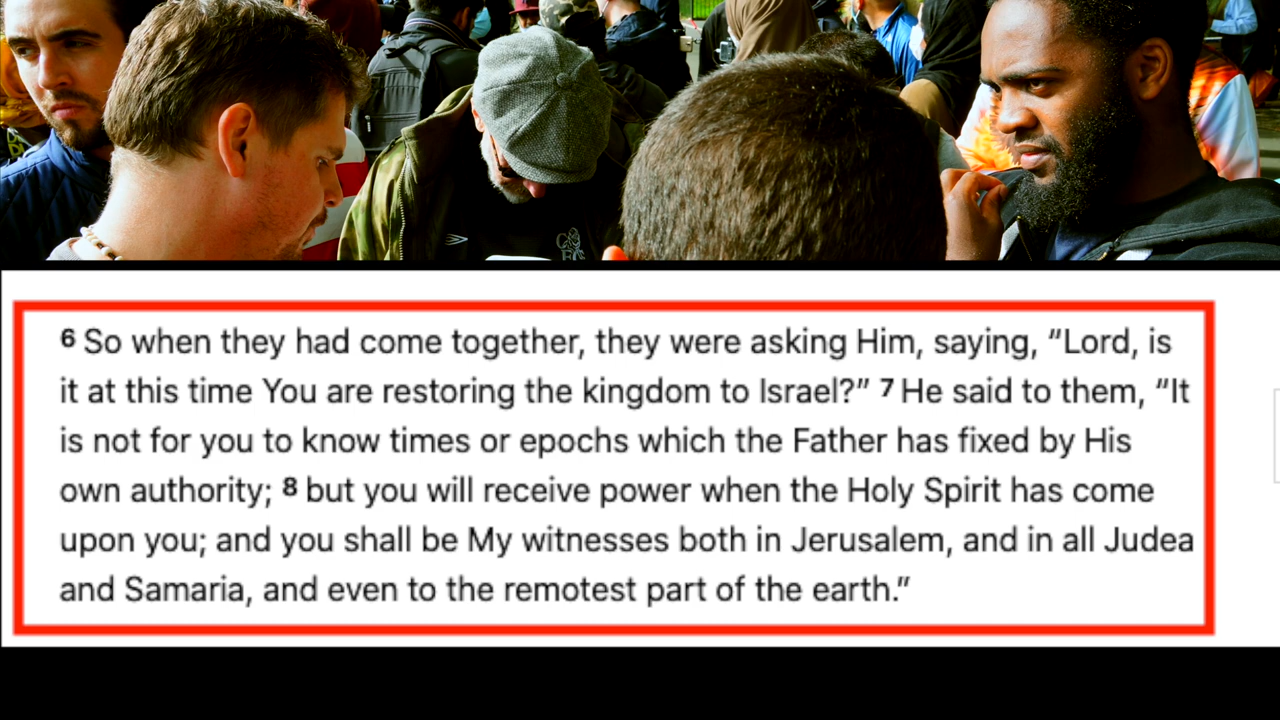 6 So when they had come together, they were asking Him, saying, “Lord, is
it at this time You are restoring the kingdom to Israel?” 7 He said to them, “It
is not for you to know times or epochs which the Father has fixed by His
own authority; 8 but you will receive power when the Holy Spirit has come
upon you; and you shall be My witnesses both in Jerusalem, and in all Judea
and Samaria, and even to the remotest part of the earth.”